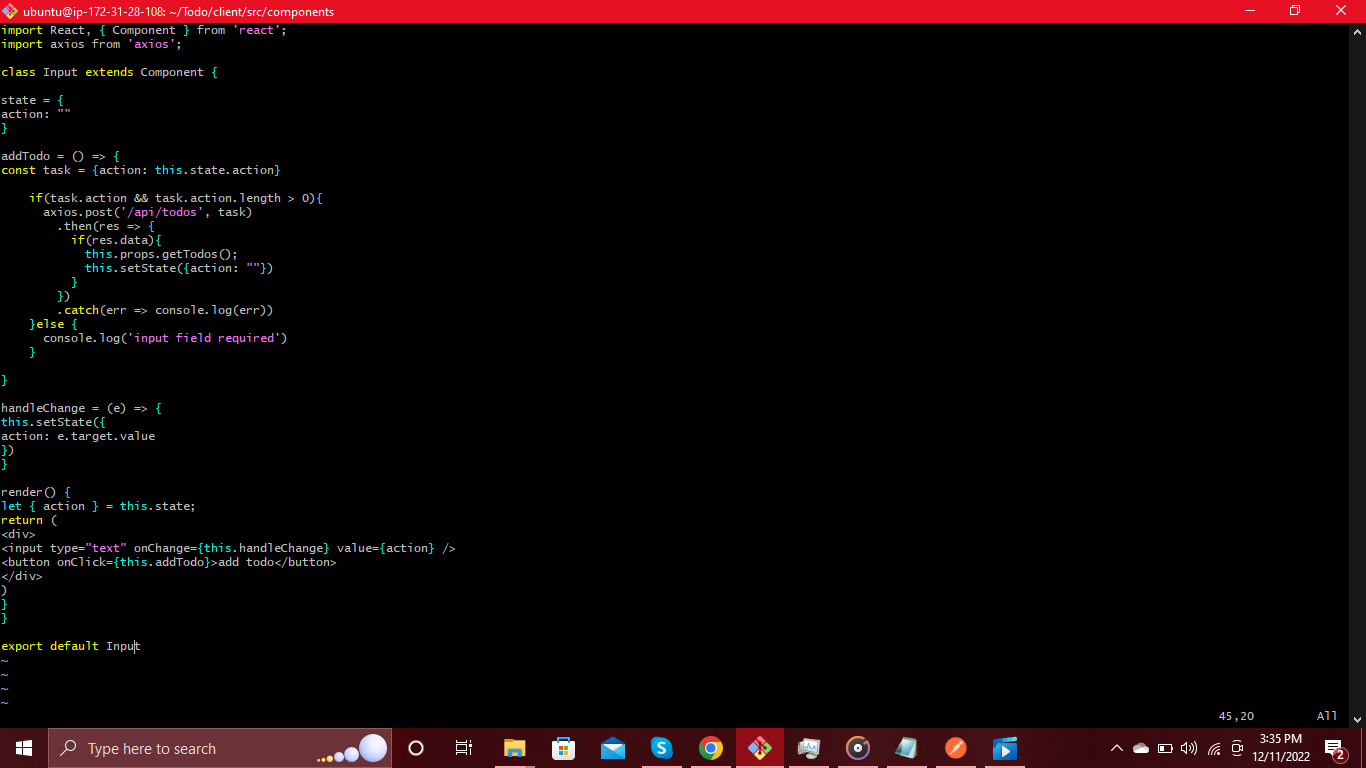 ubuntu@ip-172-31-28-108: ~/Todo/client/src/components
import React, { Component } from 'react';
import axios from 'axios';

class Input extends Component {

state = {
action: ""
}

addTodo = () => {
const task = {action: this.state.action}

    if(task.action && task.action.length > 0){
      axios.post('/api/todos', task)
        .then(res => {
          if(res.data){
            this.props.getTodos();
            this.setState({action: ""})
          }
        })
        .catch(err => console.log(err))
    }else {
      console.log('input field required')
    }

}

handleChange = (e) => {
this.setState({
action: e.target.value
})
}

render() {
let { action } = this.state;
return (
<div>
<input type="text" onChange={this.handleChange} value={action} />
<button onClick={this.addTodo}>add todo</button>
</div>
)
}
}

export default Input
~
~
~
~
45,20 All
Type here to search
3:35 PM
12/11/2022
2